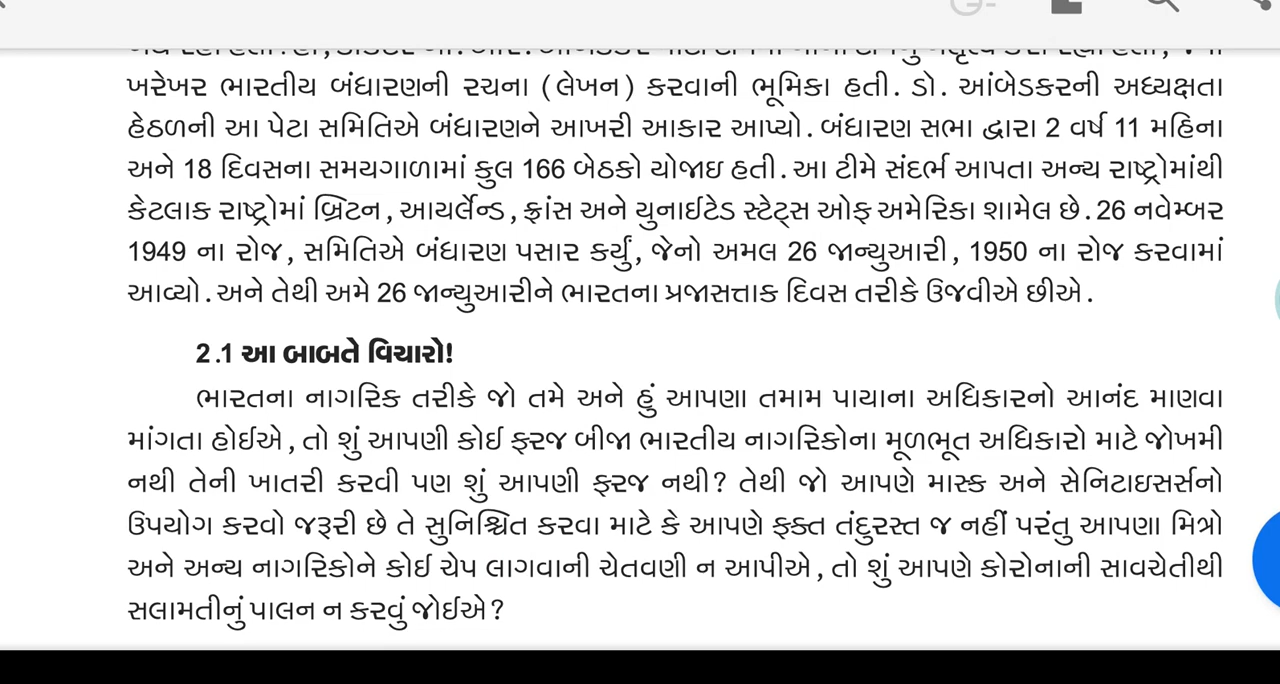 ખરેખર ભારતીય બંધારણની રચના (લેખન) કરવાની ભૂમિકા હતી. ડો. આંબેડકરની અધ્યક્ષતા
હેઠળની આ પેટા સમિતિએ બંધારણને આખરી આકાર આપ્યો. બંધારણ સભા દ્વારા 2 વર્ષ 11 મહિના
અને 18 દિવસના સમયગાળામાં કુલ 166 બેઠકો યોજાઇ હતી. આ ટીમે સંદર્ભ આપતા અન્ય રાષ્ટ્રોમાંથી
કેટલાક રાષ્ટ્રોમાં બ્રિટન, આયર્લેન્ડ, ફ્રાંસ અને યુનાઈટેડ સ્ટેટ્સ ઓફ અમેરિકા શામેલ છે. 26 નવેમ્બર
1949 ના રોજ, સમિતિએ બંધારણ પસાર કર્યું, જેનો અમલ 26 જાન્યુઆરી, 1950 ના રોજ કરવામાં
આવ્યો. અને તેથી અમે 26 જાન્યુઆરીને ભારતના પ્રજાસત્તાક દિવસ તરીકે ઉજવીએ છીએ.
2.1 આ બાબતે વિચારો!
ભારતના નાગરિક તરીકે જો તમે અને હું આપણા તમામ પાયાના અધિકારનો આનંદ માણવા
માંગતા હોઈએ, તો શું આપણી કોઈ ફરજ બીજા ભારતીય નાગરિકોના મૂળભૂત અધિકારો માટે જોખમી
નથી તેની ખાતરી કરવી પણ શું આપણી ફરજ નથી? તેથી જો આપણે માસ્ક અને સેનિટાઇસર્સનો
ઉપયોગ કરવો જરૂરી છે તે સુનિશ્ચિત કરવા માટે કે આપણે ફક્ત તંદુરસ્ત જ નહીં પરંતુ આપણા મિત્રો
અને અન્ય નાગરિકોને કોઈ ચેપ લાગવાની ચેતવણી ન આપીએ, તો શું આપણે કોરોનાની સાવચેતીથી
સલામતીનું પાલન ન કરવું જોઈએ?